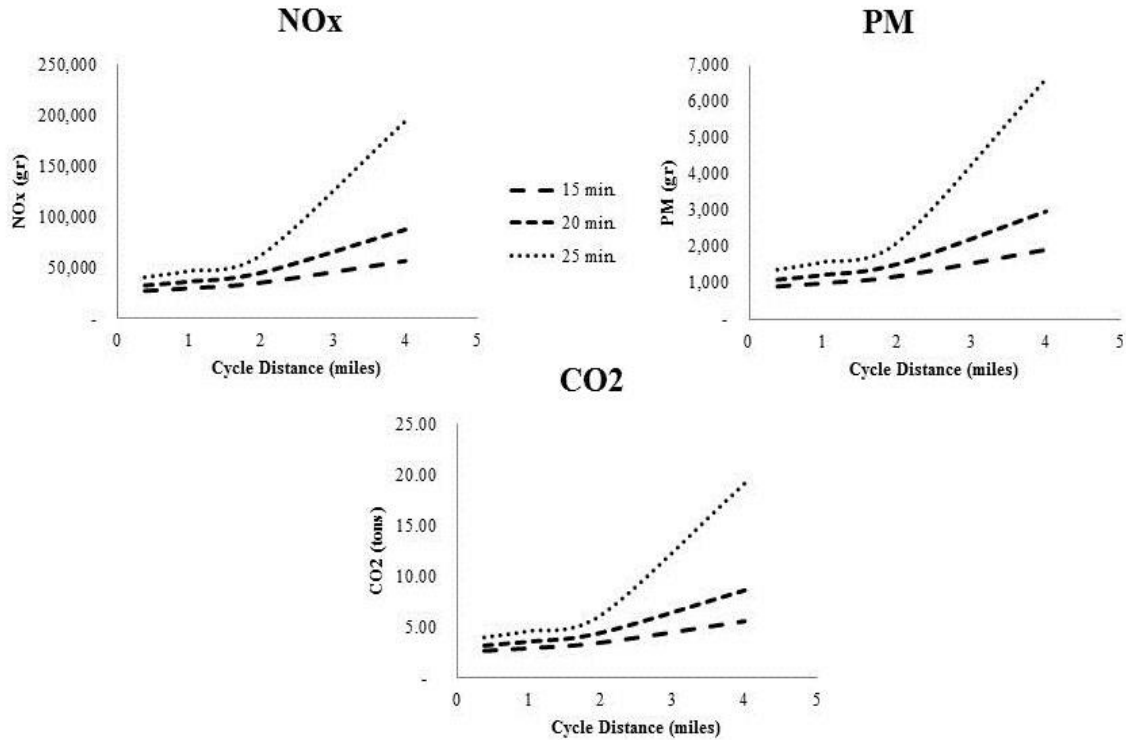 NOx
250,000
200,000
150,000
100,000
50,000
-
NOx (gr)
0 1 2 3 4 5
Cycle Distance (miles)
15 min.
20 min.
25 min.
PM
7,000
6,000
5,000
4,000
3,000
2,000
1,000
-
PM (gr)
0 1 2 3 4 5
Cycle Distance (miles)
CO2
25.00
20.00
15.00
10.00
5.00
-
CO2 (tons)
0 1 2 3 4 5
Cycle Distance (miles)